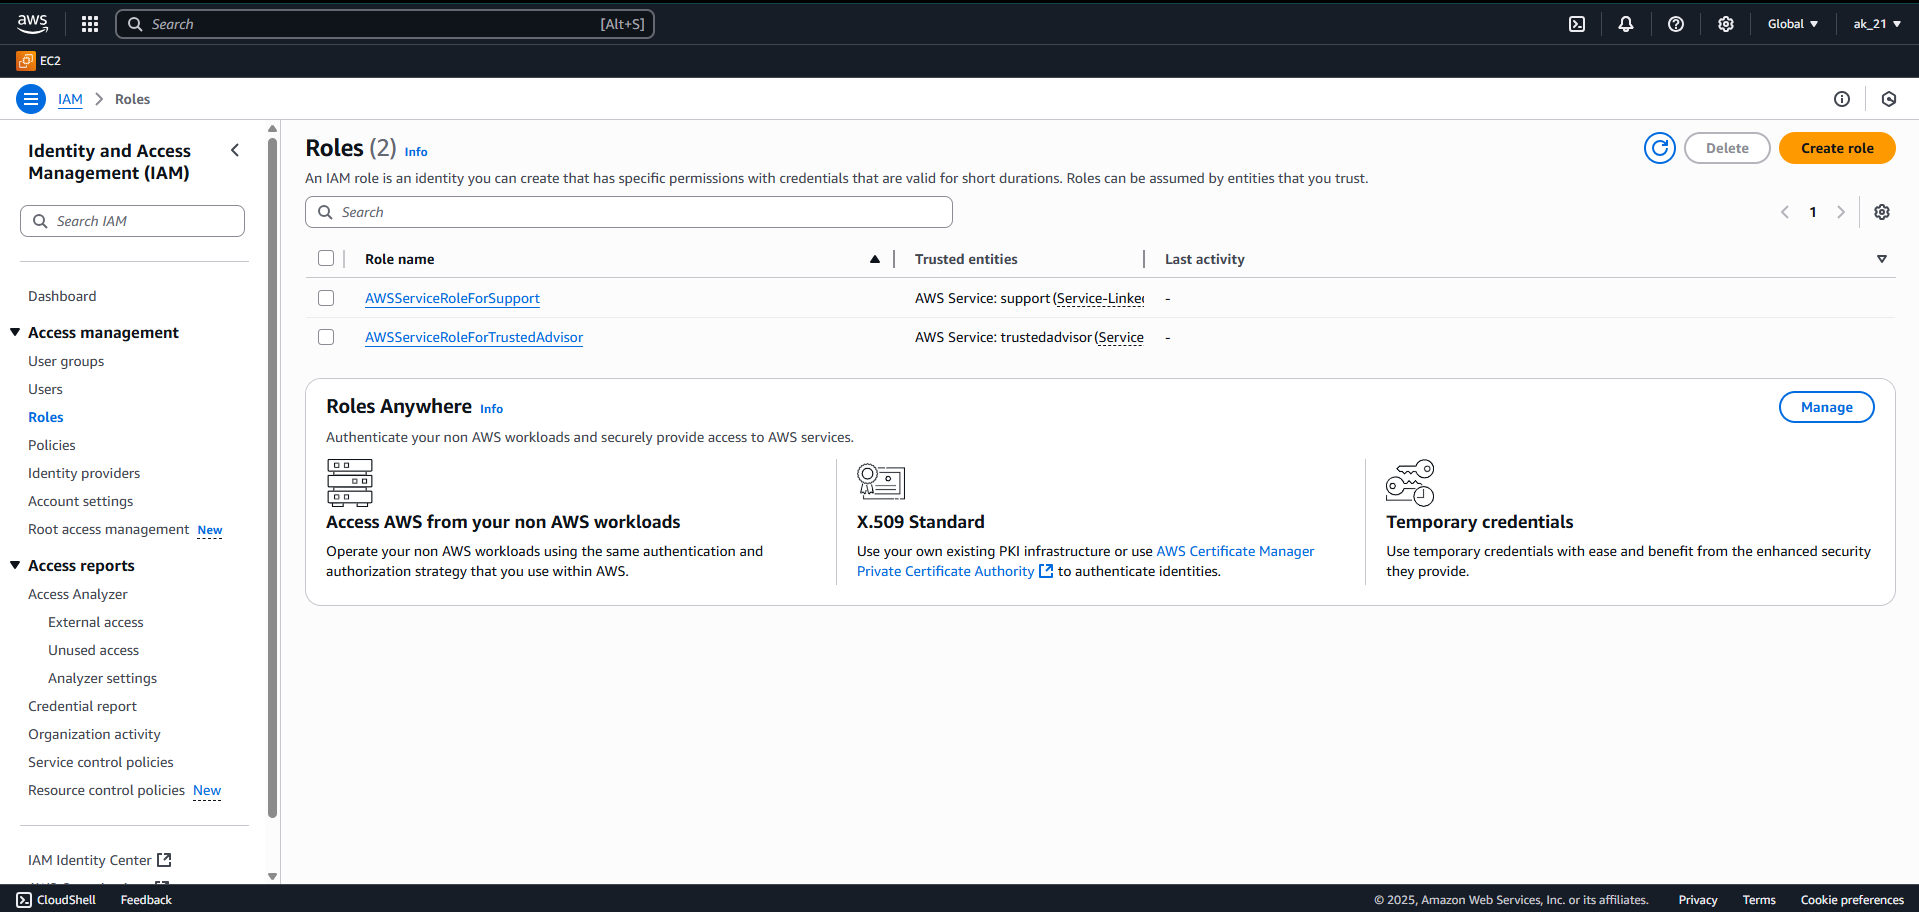 aws
Search [Alt+S] Global ak_21
EC2
IAM Roles
Identity and Access
Management (IAM)
Search IAM
Dashboard
Access management
User groups
Users
Roles
Policies
Identity providers
Account settings
Root access management New
Access reports
Access Analyzer
External access
Unused access
Analyzer settings
Credential report
Organization activity
Service control policies
Resource control policies New
IAM Identity Center
Roles (2) Info
Delete
Create role
An IAM role is an identity you can create that has specific permissions with credentials that are valid for short durations. Roles can be assumed by entities that you trust.
Search
1
Role name Trusted entities Last activity
AWSServiceRoleForSupport AWS Service: support (Service-Linked -
AWSServiceRoleForTrustedAdvisor AWS Service: trustedadvisor (Service -
Roles Anywhere Info
Manage
Authenticate your non AWS workloads and securely provide access to AWS services.
Access AWS from your non AWS workloads
Operate your non AWS workloads using the same authentication and
authorization strategy that you use within AWS.
X.509 Standard
Use your own existing PKI infrastructure or use AWS Certificate Manager
Private Certificate Authority to authenticate identities.
Temporary credentials
Use temporary credentials with ease and benefit from the enhanced security
they provide.
CloudShell Feedback © 2025, Amazon Web Services, Inc. or its affiliates. Privacy Terms Cookie preferences